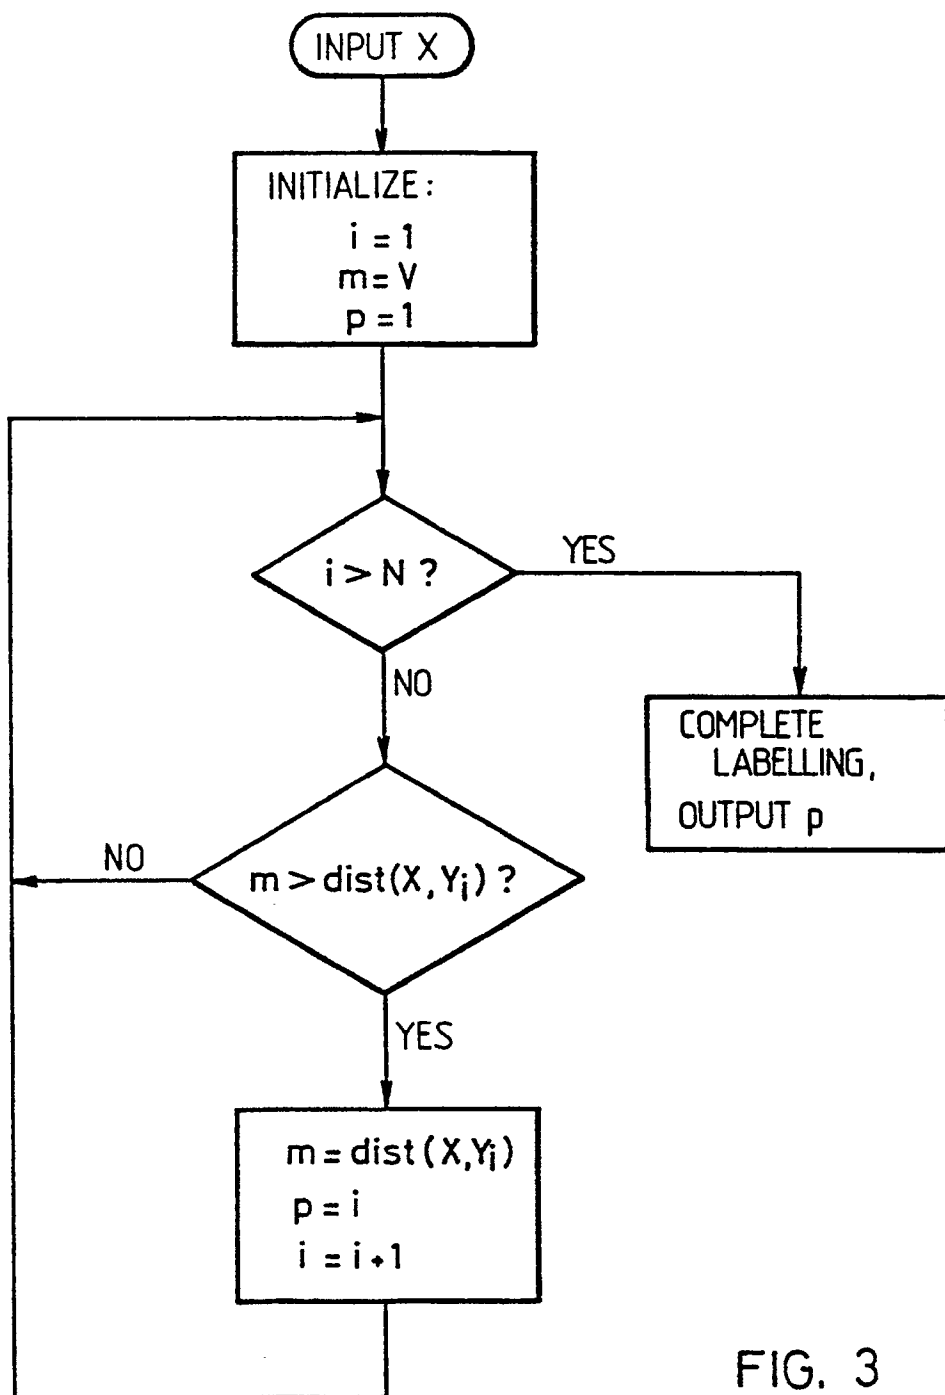 INPUT X
INITIALIZE:
i = 1
m = V
p = 1
i > N ?
YES
NO
COMPLETE
LABELLING,
OUTPUT p
m > dist(X, Yi) ?
NO
YES
m = dist(X,Yi)
p = i
i = i+1
FIG. 3